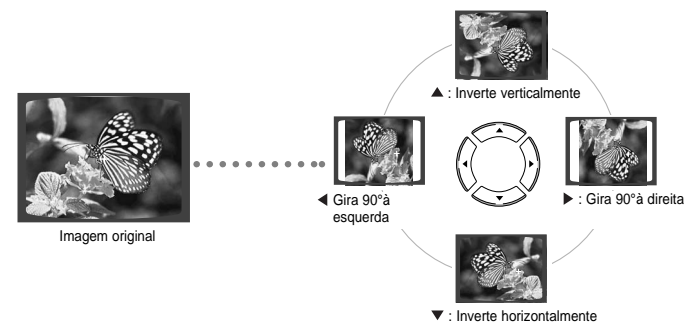 ▲ : Inverte verticalmente
◀ Gira 90°à
esquerda
▶ : Gira 90°à direita
Imagem original
▼ : Inverte horizontalmente